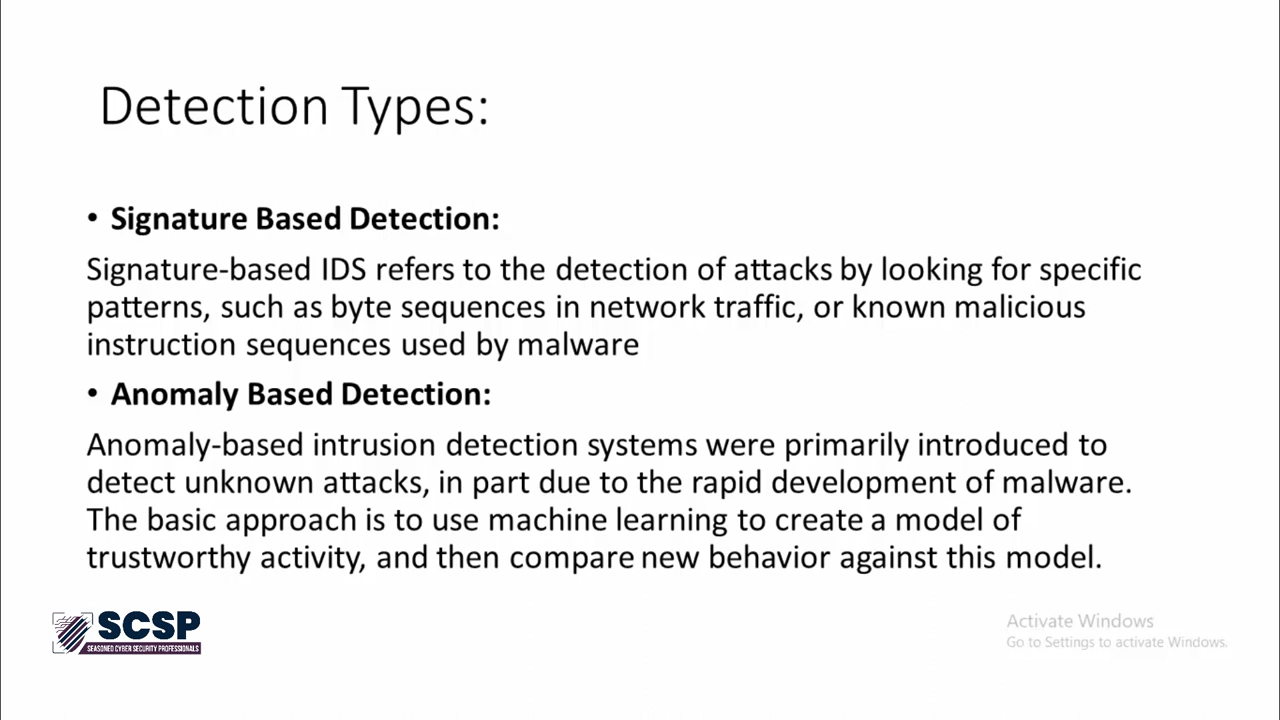 Detection Types:
• Signature Based Detection:
Signature-based IDS refers to the detection of attacks by looking for specific
patterns, such as byte sequences in network traffic, or known malicious
instruction sequences used by malware
• Anomaly Based Detection:
Anomaly-based intrusion detection systems were primarily introduced to
detect unknown attacks, in part due to the rapid development of malware.
The basic approach is to use machine learning to create a model of
trustworthy activity, and then compare new behavior against this model.
SCSP
SEASONED CYBER SECURITY PROFESSIONALS
Activate Windows
Go to Settings to activate Windows.